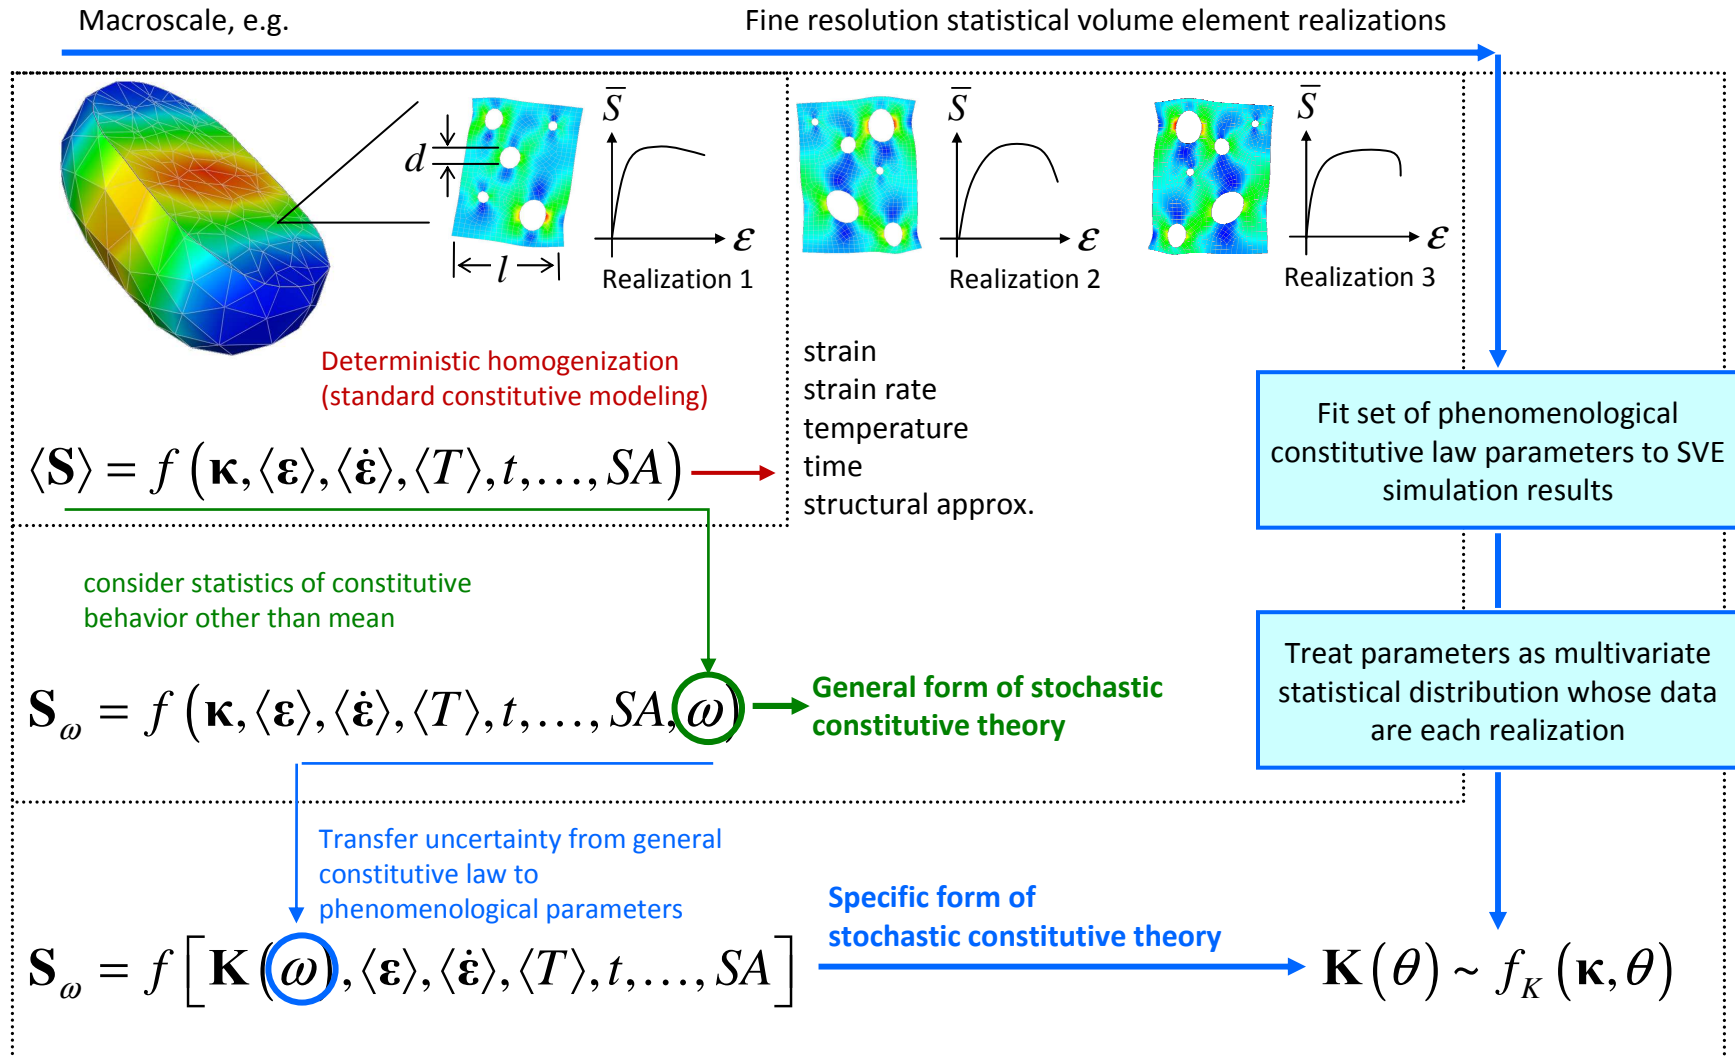 Macroscale, e.g.
Fine resolution statistical volume element realizations
d
l
S̅
ε
Realization 1
S̅
ε
Realization 2
S̅
ε
Realization 3
Deterministic homogenization
(standard constitutive modeling)
⟨S⟩ = f (κ, ⟨ε⟩, ⟨ε̇⟩, ⟨T⟩, t, …, SA)
strain
strain rate
temperature
time
structural approx.
Fit set of phenomenological
constitutive law parameters to SVE
simulation results
consider statistics of constitutive
behavior other than mean
S_ω = f (κ, ⟨ε⟩, ⟨ε̇⟩, ⟨T⟩, t, …, SA, ω)
General form of stochastic
constitutive theory
Treat parameters as multivariate
statistical distribution whose data
are each realization
Transfer uncertainty from general
constitutive law to
phenomenological parameters
S_ω = f [K(ω), ⟨ε⟩, ⟨ε̇⟩, ⟨T⟩, t, …, SA]
Specific form of
stochastic constitutive theory
K(θ) ~ f_K (κ, θ)